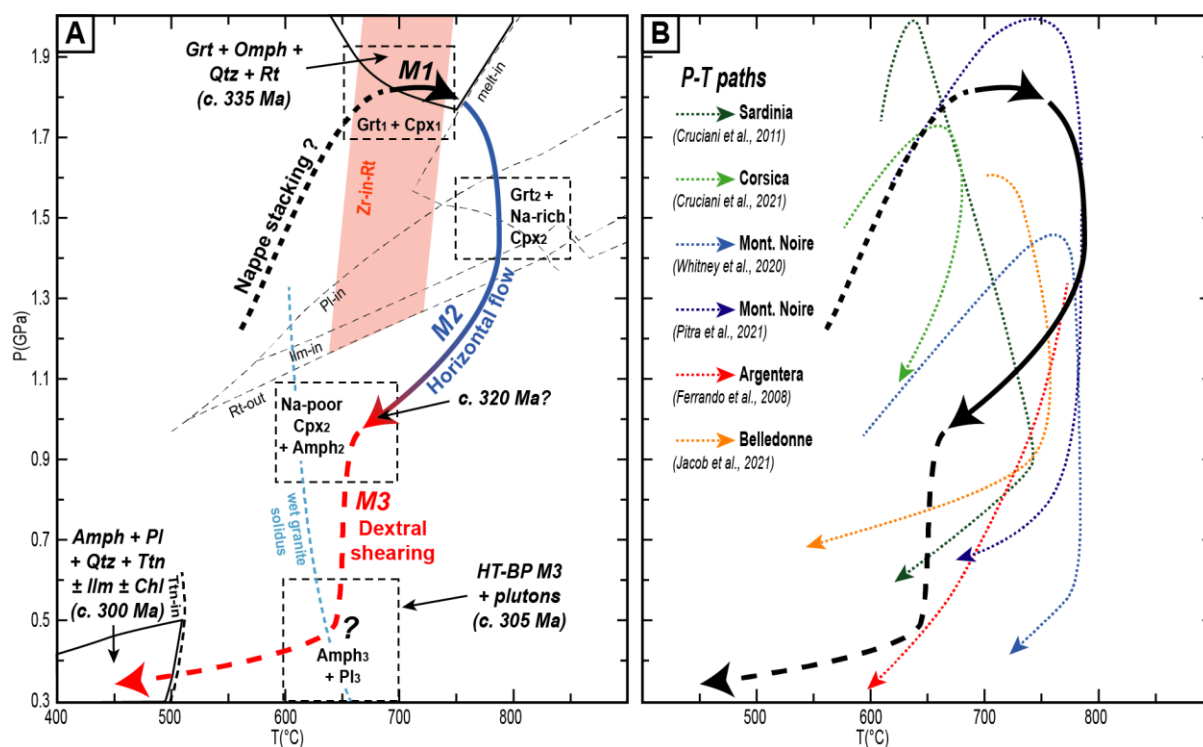 A
Grt + Omph +
Qtz + Rt
(c. 335 Ma)
M1
melt-in
Grt1 + Cpx1
Nappe stacking ?
Zr-in-Rt
Grt2 +
Na-rich
Cpx2
Pl-in
Ilm-in
Rt-out
M2
Horizontal flow
c. 320 Ma?
Na-poor
Cpx2
+ Amph2
wet granite
solidus
M3
Dextral
shearing
Amph + Pl
+ Qtz + Ttn
± Ilm ± Chl
(c. 300 Ma)
Ttn-in
HT-BP M3
+ plutons
(c. 305 Ma)
?
Amph3
+ Pl3
P(GPa)
1.9
1.7
1.5
1.3
1.1
0.9
0.7
0.5
0.3
400
500
600
700
800
T(°C)
B
P-T paths
Sardinia
(Cruciani et al., 2011)
Corsica
(Cruciani et al., 2021)
Mont. Noire
(Whitney et al., 2020)
Mont. Noire
(Pitra et al., 2021)
Argentera
(Ferrando et al., 2008)
Belledonne
(Jacob et al., 2021)
500
600
700
800
T(°C)